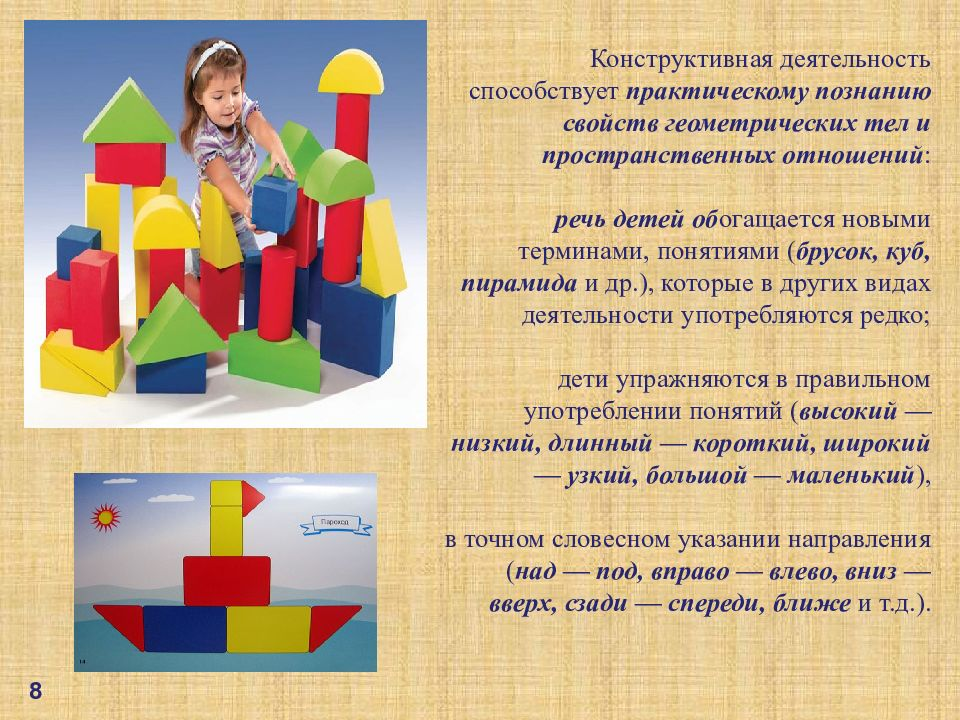 Конструктивная деятельность
способствует практическому познанию
свойств геометрических тел и
пространственных отношений:
речь детей обогащается новыми
терминами, понятиями (брусок, куб,
пирамида и др.), которые в других видах
деятельности употребляются редко;
дети упражняются в правильном
употреблении понятий (высокий —
низкий, длинный — короткий, широкий
— узкий, большой — маленький),
в точном словесном указании направления
(над — под, вправо — влево, вниз —
вверх, сзади — спереди, ближе и т.д.).
Пароход
14
8